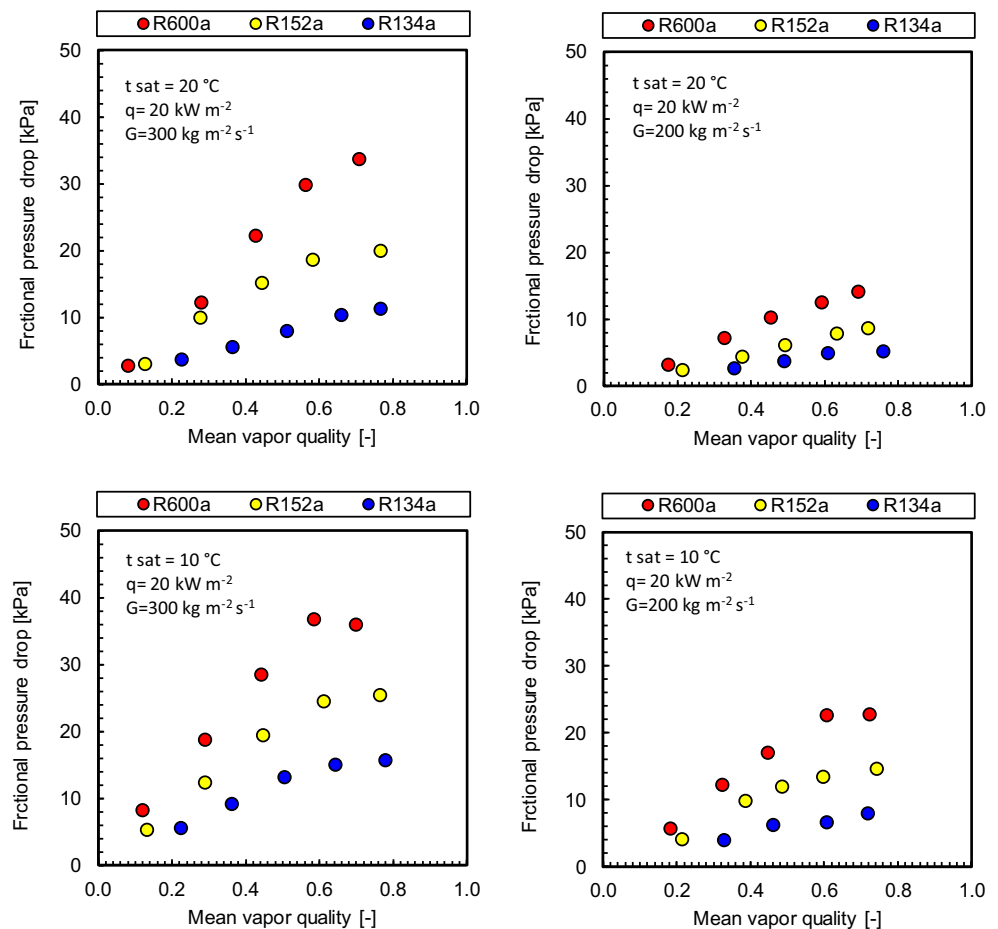 R600a R152a R134a
50
40
30
20
10
0
Frctional pressure drop [kPa]
t sat = 20 °C
q= 20 kW m-2
G=300 kg m-2 s-1
0.0 0.2 0.4 0.6 0.8 1.0
Mean vapor quality [-]
R600a R152a R134a
50
40
30
20
10
0
Frctional pressure drop [kPa]
t sat = 20 °C
q= 20 kW m-2
G=200 kg m-2 s-1
0.0 0.2 0.4 0.6 0.8 1.0
Mean vapor quality [-]
R600a R152a R134a
50
40
30
20
10
0
Frctional pressure drop [kPa]
t sat = 10 °C
q= 20 kW m-2
G=300 kg m-2 s-1
0.0 0.2 0.4 0.6 0.8 1.0
Mean vapor quality [-]
R600a R152a R134a
50
40
30
20
10
0
Frctional pressure drop [kPa]
t sat = 10 °C
q= 20 kW m-2
G=200 kg m-2 s-1
0.0 0.2 0.4 0.6 0.8 1.0
Mean vapor quality [-]